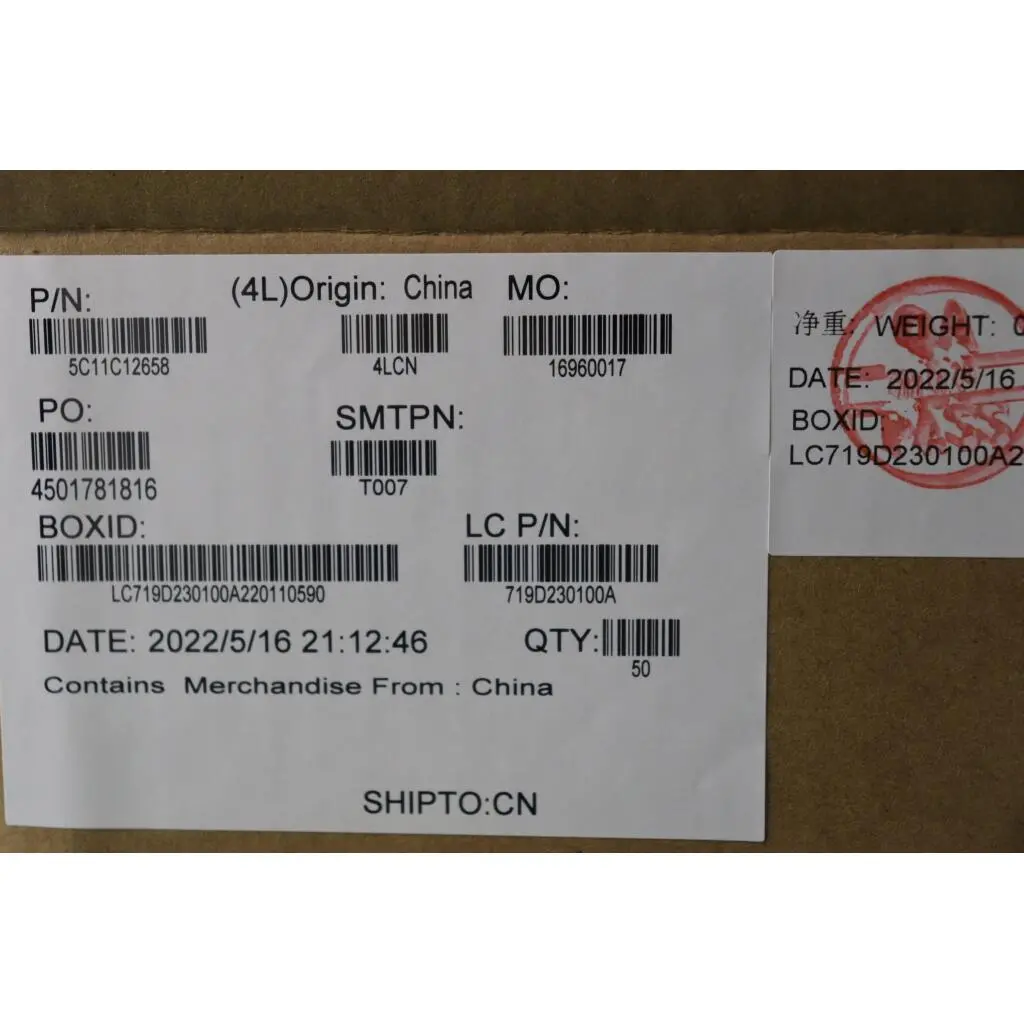 P/N: (4L)Origin: China MO:
5C11C12658 4LCN 16960017
PO: SMTPN:
4501781816 T007
BOXID: LC P/N:
LC719D230100A220110590 719D230100A
DATE: 2022/5/16 21:12:46 QTY:
50
Contains Merchandise From : China
SHIPTO:CN
净重: WEIGHT: 0
DATE: 2022/5/16
BOXID:
LC719D230100A2
PASS